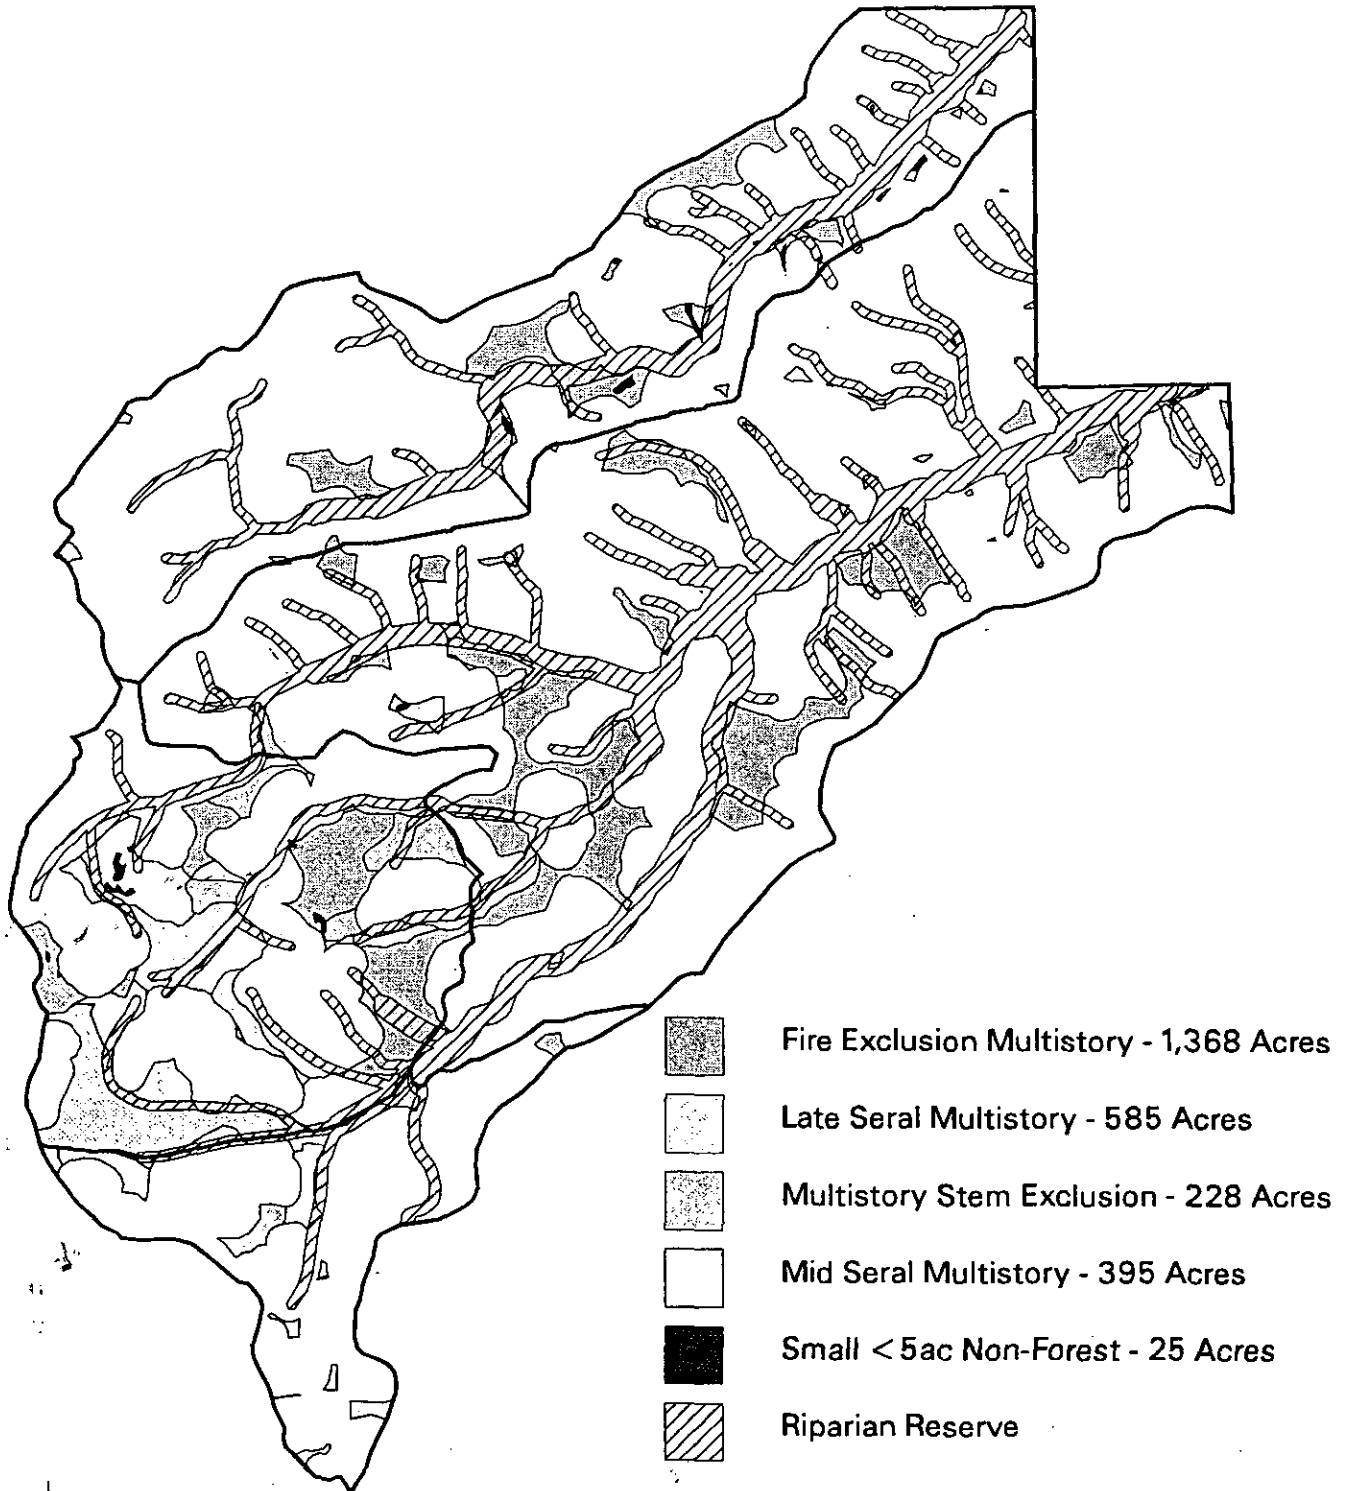 Fire Exclusion Multistory - 1,368 Acres
Late Seral Multistory - 585 Acres
Multistory Stem Exclusion - 228 Acres
Mid Seral Multistory - 395 Acres
Small <5ac Non-Forest - 25 Acres
Riparian Reserve